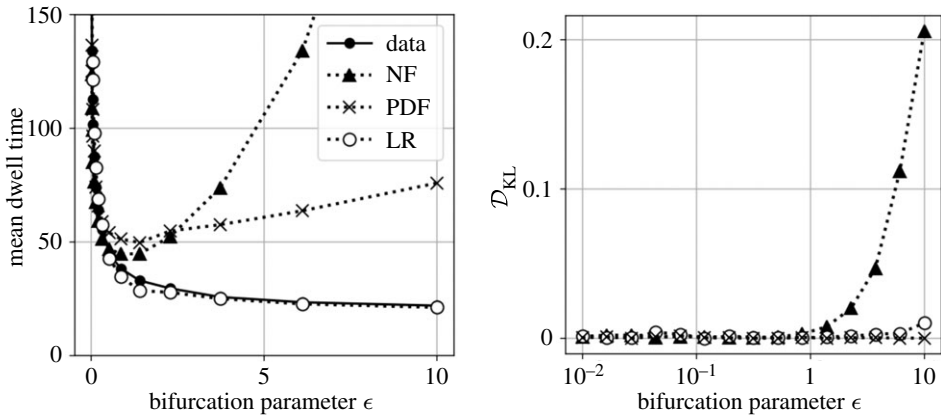 150
100
50
0
mean dwell time
data
NF
PDF
LR
0
5
10
bifurcation parameter ϵ
0.2
0.1
0
𝒟KL
10⁻²
10⁻¹
1
10
bifurcation parameter ϵ